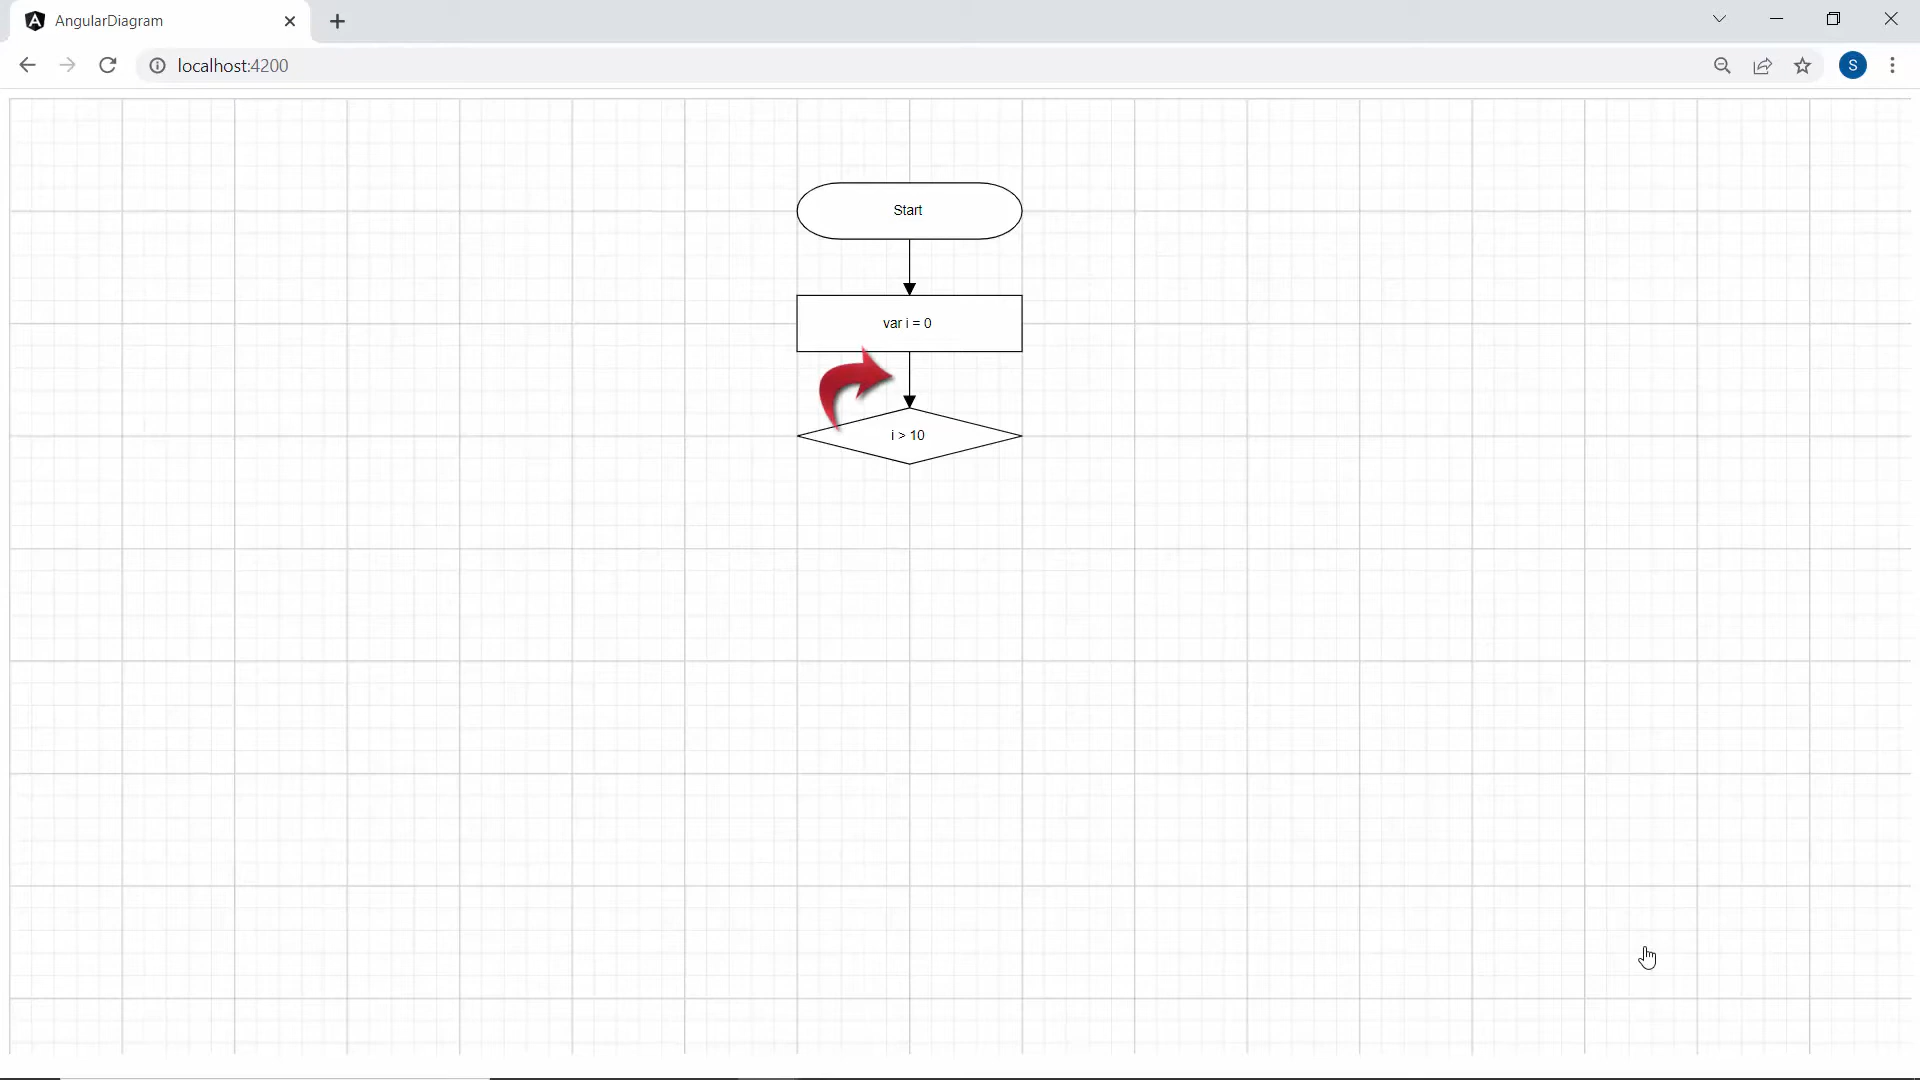 AngularDiagram
localhost:4200
S
Start
var i = 0
i > 10